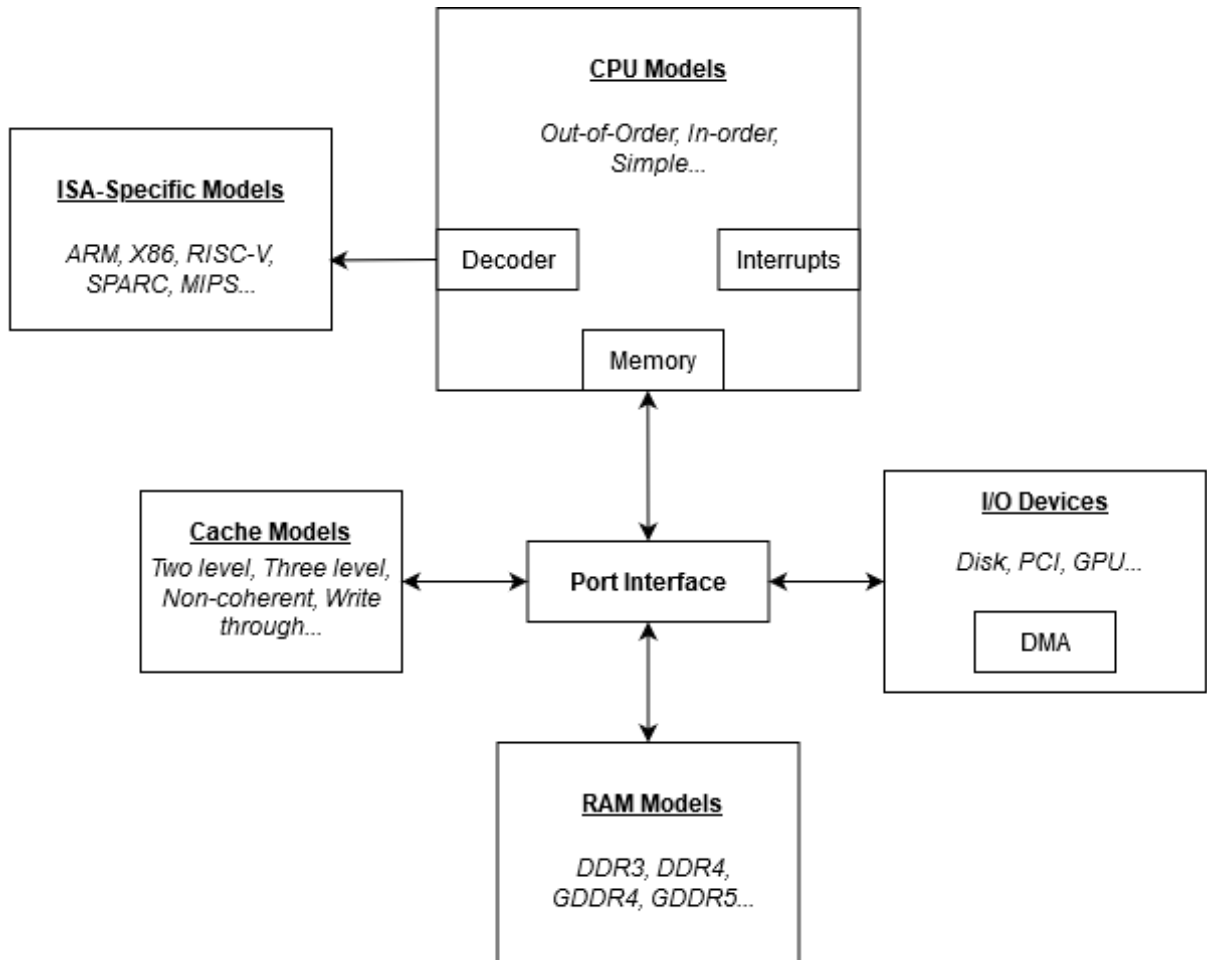 CPU Models
Out-of-Order, In-order,
Simple...
ISA-Specific Models
ARM, X86, RISC-V,
SPARC, MIPS...
Decoder
Interrupts
Memory
Cache Models
Two level, Three level,
Non-coherent, Write
through...
Port Interface
I/O Devices
Disk, PCI, GPU...
DMA
RAM Models
DDR3, DDR4,
GDDR4, GDDR5...